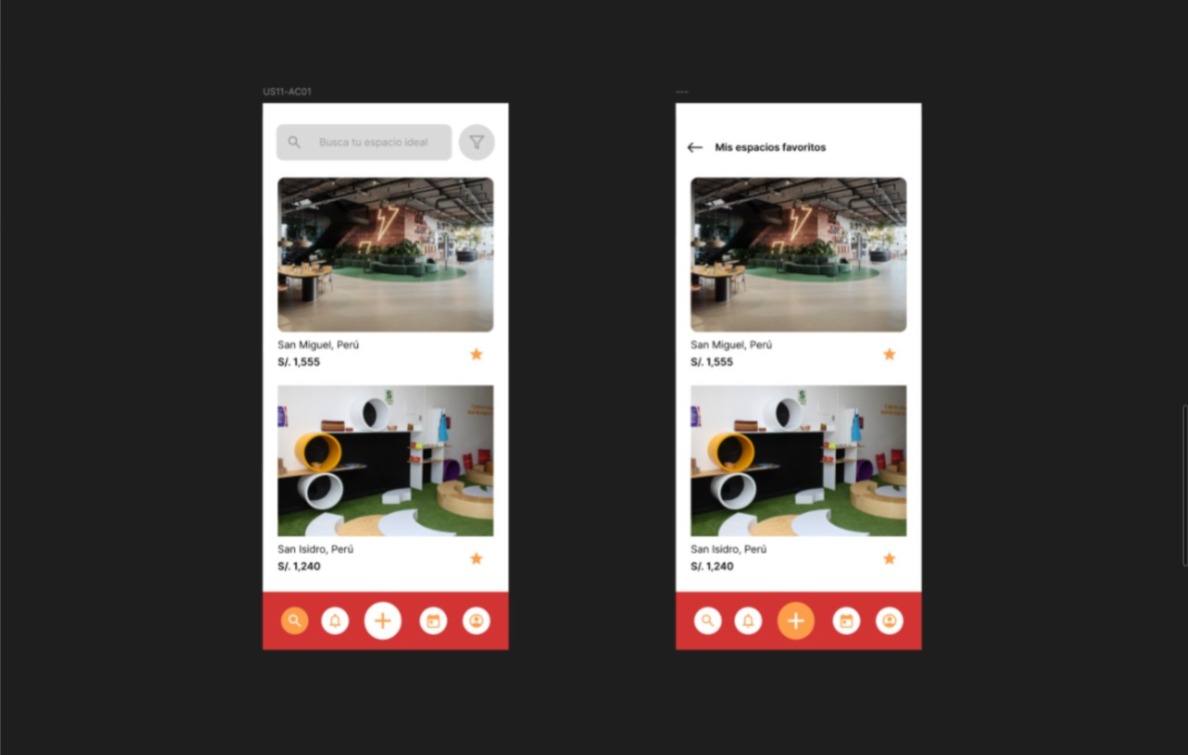 US11-AC01
---
Busca tu espacio ideal
Mis espacios favoritos
San Miguel, Perú
S/. 1,555
San Miguel, Perú
S/. 1,555
San Isidro, Perú
S/. 1,240
San Isidro, Perú
S/. 1,240